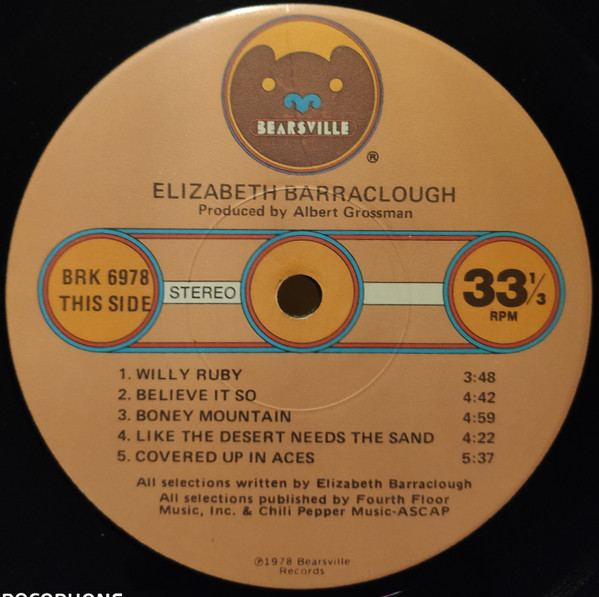 BEARSVILLE
®
ELIZABETH BARRACLOUGH
Produced by Albert Grossman
BRK 6978
THIS SIDE
STEREO
33 1/3
RPM
1. WILLY RUBY 3:48
2. BELIEVE IT SO 4:42
3. BONEY MOUNTAIN 4:59
4. LIKE THE DESERT NEEDS THE SAND 4:22
5. COVERED UP IN ACES 5:37
All selections written by Elizabeth Barraclough
All selections published by Fourth Floor
Music, Inc. & Chili Pepper Music-ASCAP
℗1978 Bearsville
Records